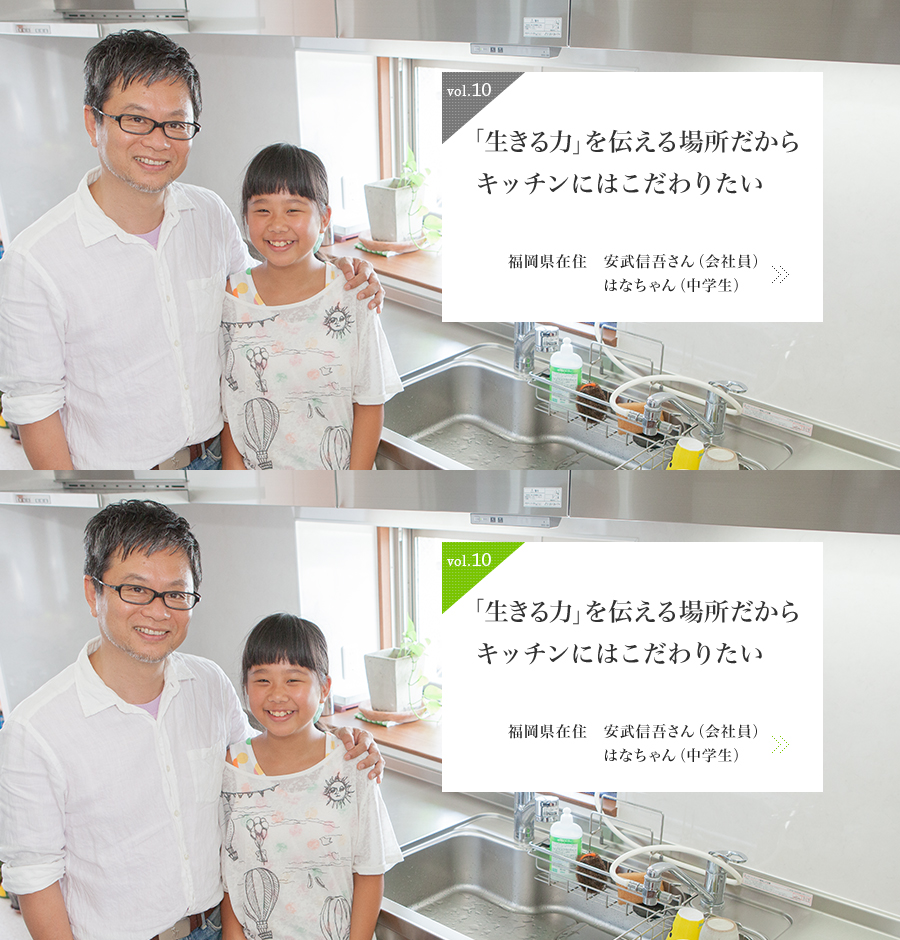 vol.10
「生きる力」を伝える場所だから
キッチンにはこだわりたい
福岡県在住 安武信吾さん（会社員）
はなちゃん（中学生）
vol.10
「生きる力」を伝える場所だから
キッチンにはこだわりたい
福岡県在住 安武信吾さん（会社員）
はなちゃん（中学生）